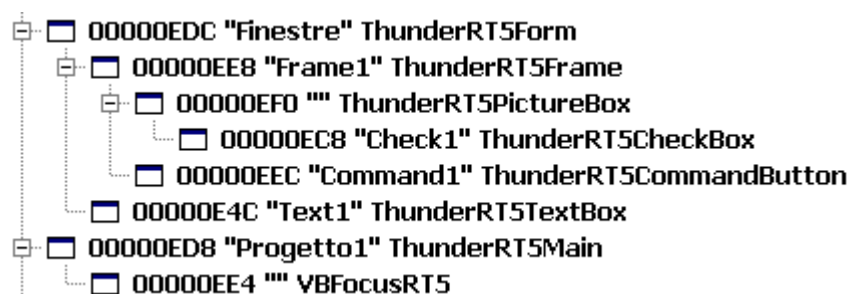 00000EDC "Finestre" ThunderRT5Form
00000EE8 "Frame1" ThunderRT5Frame
00000EF0 "" ThunderRT5PictureBox
00000EC8 "Check1" ThunderRT5CheckBox
00000EEC "Command1" ThunderRT5CommandButton
00000E4C "Text1" ThunderRT5TextBox
00000ED8 "Progetto1" ThunderRT5Main
00000EE4 "" VBFocusRT5